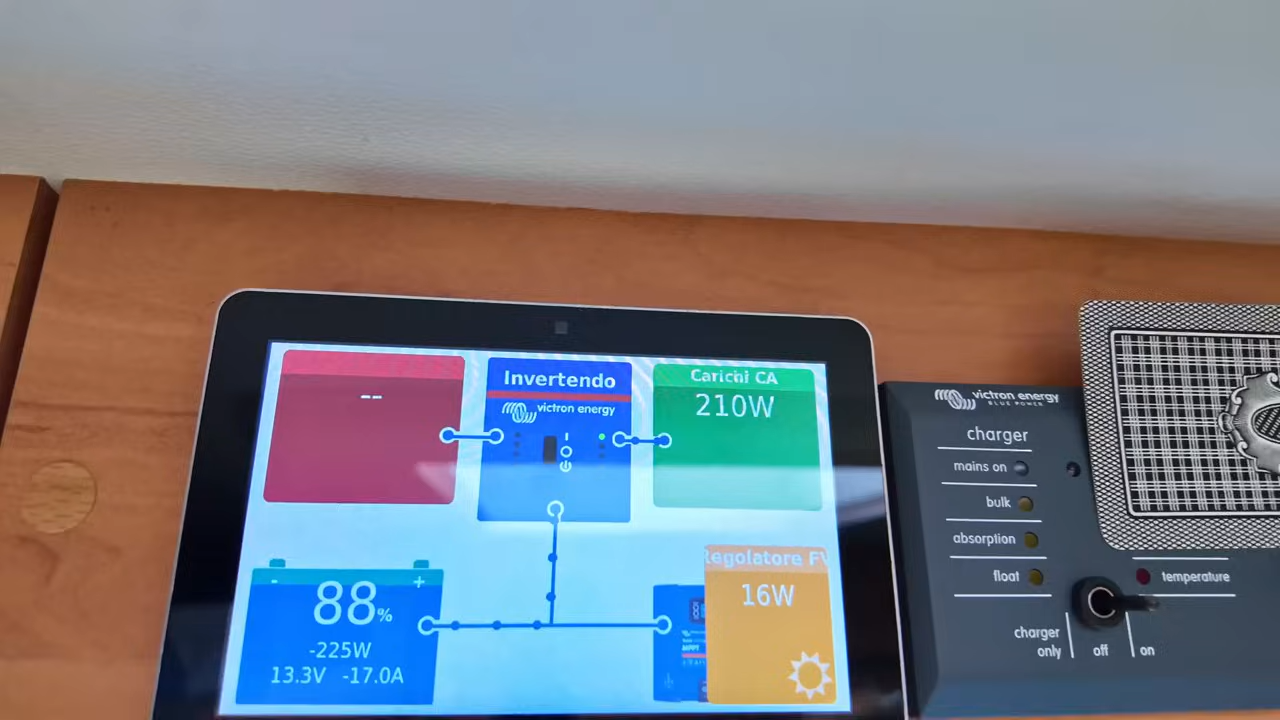 --
Invertendo
victron energy
Carichi CA
210W
88%
-225W
13.3V -17.0A
Regolatore FV
16W
MPPT
victron energy
BLUE POWER
charger
mains on
bulk
absorption
float
temperature
charger
only
off
on